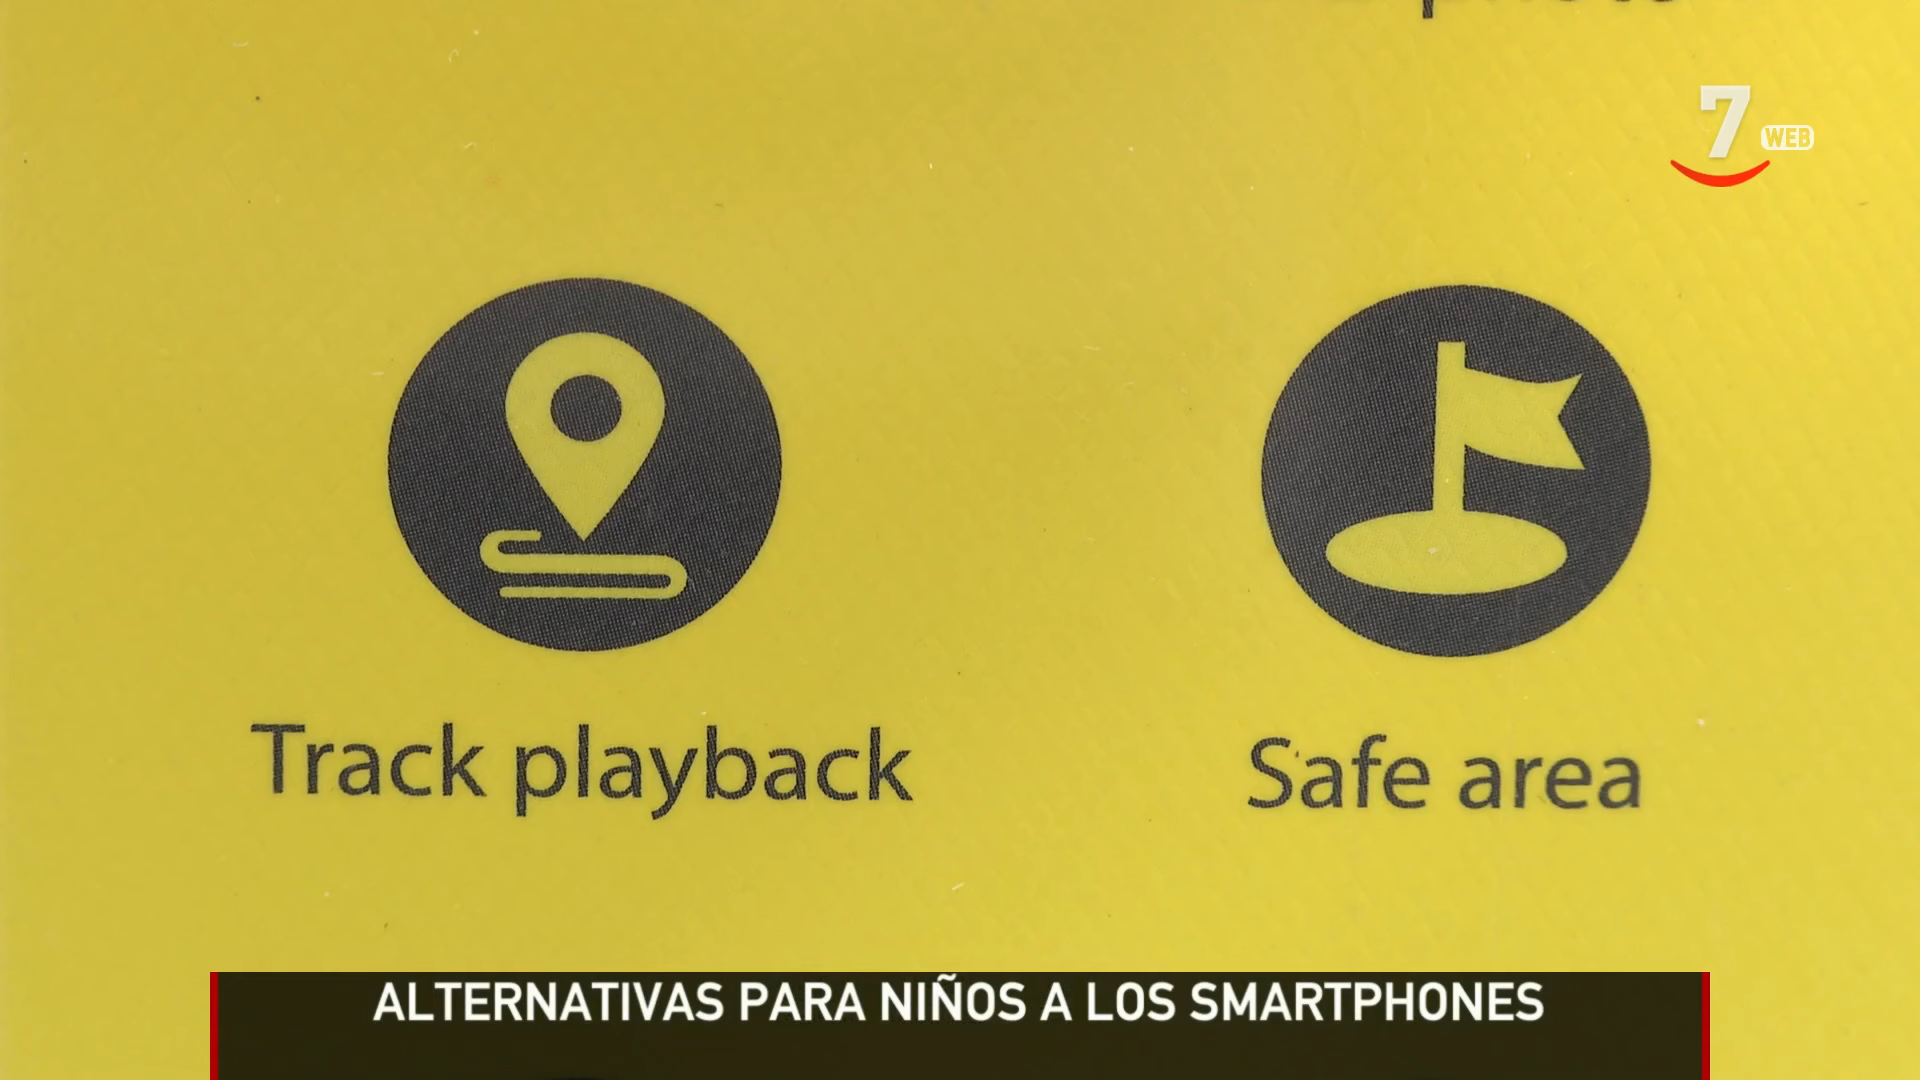 7 WEB
Track playback
Safe area
ALTERNATIVAS PARA NIÑOS A LOS SMARTPHONES